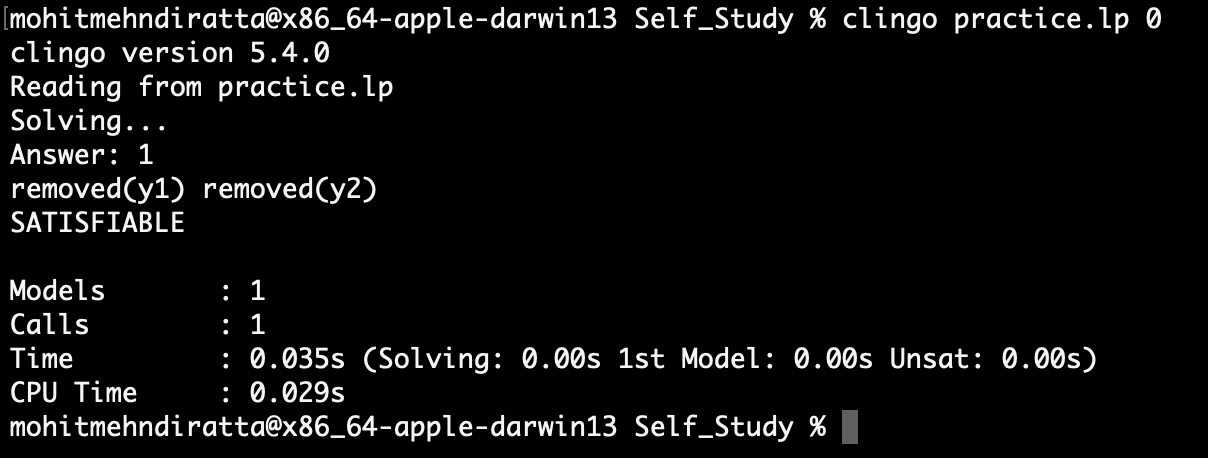 mohitmehndiratta@x86_64-apple-darwin13 Self_Study % clingo practice.lp 0
clingo version 5.4.0
Reading from practice.lp
Solving...
Answer: 1
removed(y1) removed(y2)
SATISFIABLE
Models : 1
Calls : 1
Time : 0.035s (Solving: 0.00s 1st Model: 0.00s Unsat: 0.00s)
CPU Time : 0.029s
mohitmehndiratta@x86_64-apple-darwin13 Self_Study %